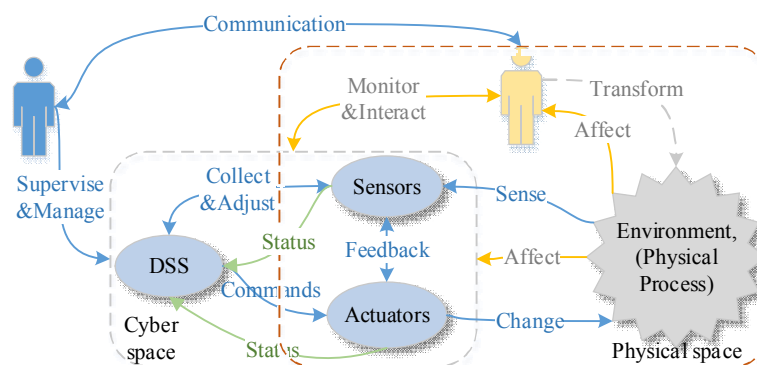 Communication
Monitor
&Interact
Transform
Affect
Supervise
&Manage
Collect
&Adjust
Sensors
Sense
Status
Feedback
Environment,
(Physical
Process)
DSS
Affect
Commands
Actuators
Change
Cyber
space
Status
Physical space